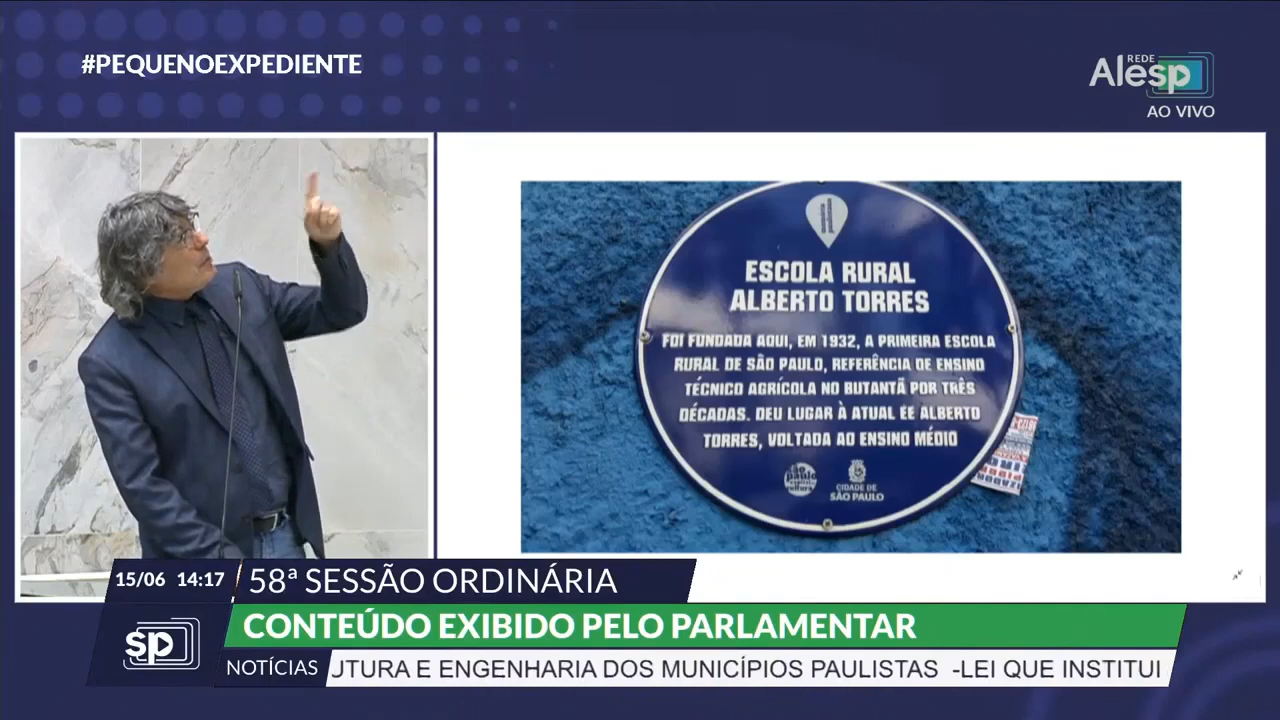 #PEQUENOEXPEDIENTE
REDE
Alesp
AO VIVO
ESCOLA RURAL
ALBERTO TORRES
FOI FUNDADA AQUI, EM 1932, A PRIMEIRA ESCOLA
RURAL DE SÃO PAULO, REFERÊNCIA DE ENSINO
TÉCNICO AGRÍCOLA NO BUTANTÃ POR TRÊS
DÉCADAS. DEU LUGAR À ATUAL EE ALBERTO
TORRES, VOLTADA AO ENSINO MÉDIO
são
paulo
CIDADE DE
SÃO PAULO
15/06 14:17
58ª SESSÃO ORDINÁRIA
CONTEÚDO EXIBIDO PELO PARLAMENTAR
sp
NOTÍCIAS
UTURA E ENGENHARIA DOS MUNICÍPIOS PAULISTAS -LEI QUE INSTITUI